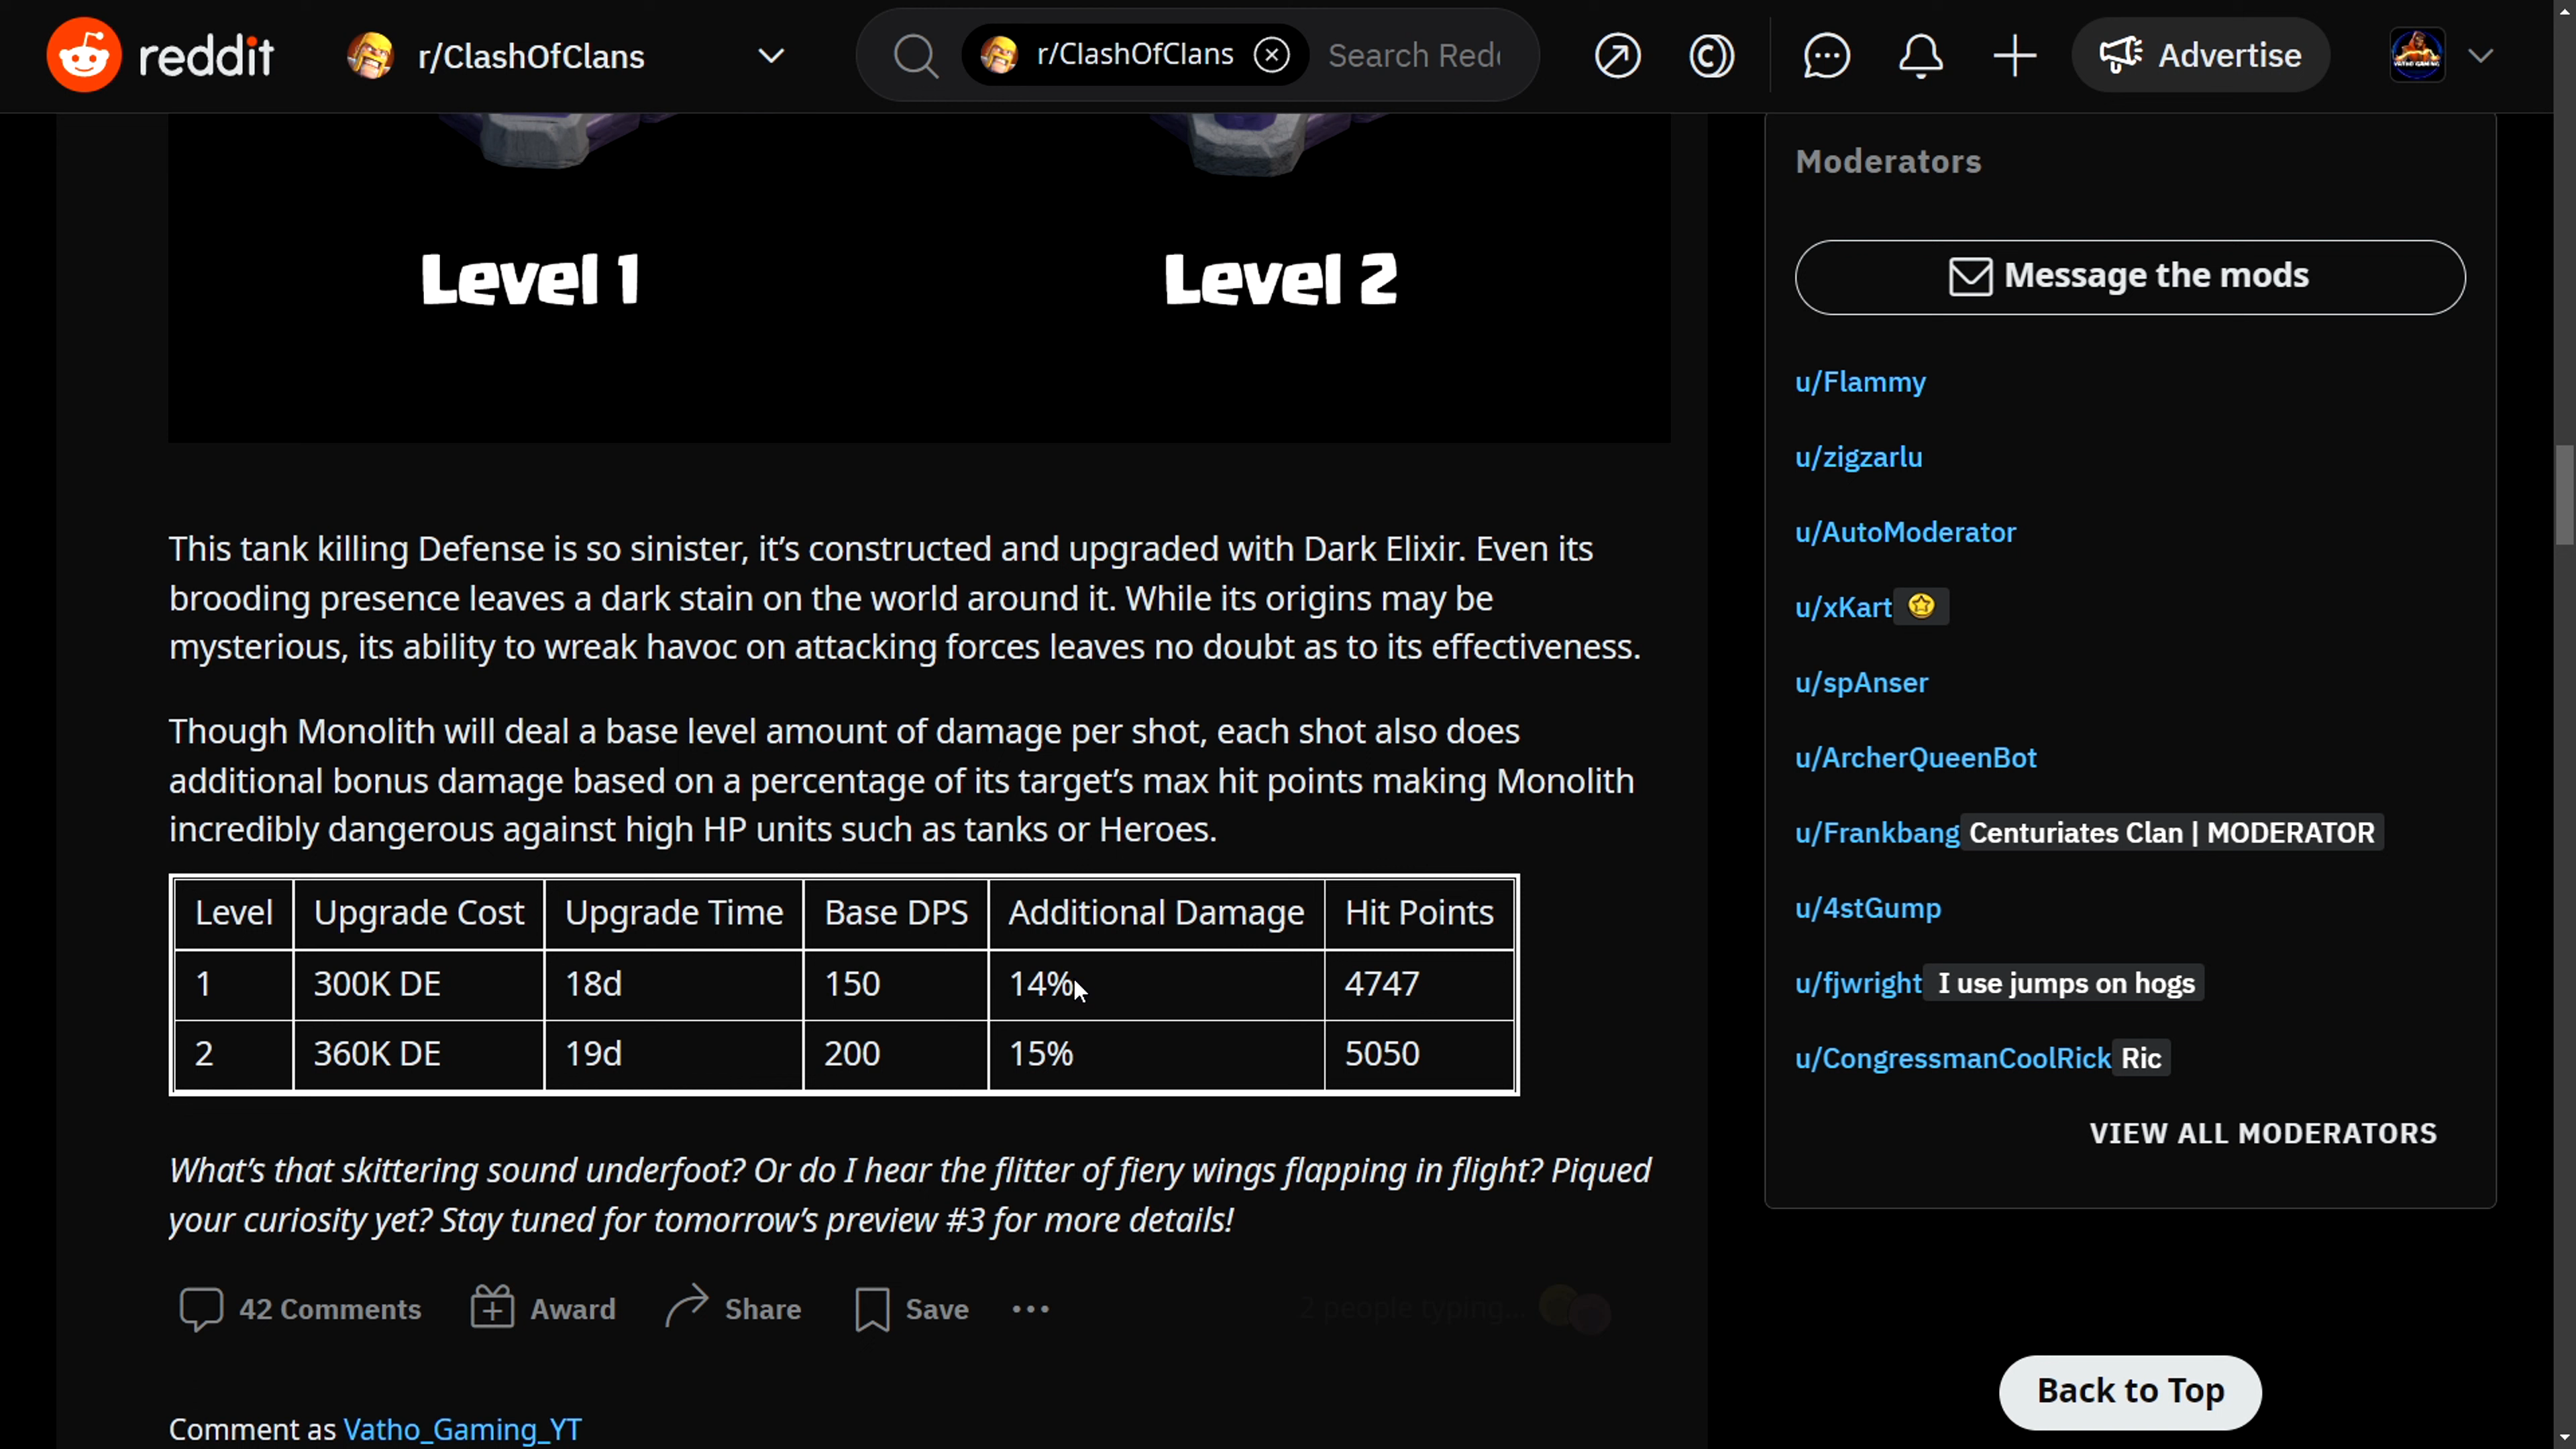 reddit
r/ClashOfClans
r/ClashOfClans
Advertise
Level 1
Level 2
This tank killing Defense is so sinister, it’s constructed and upgraded with Dark Elixir. Even its
brooding presence leaves a dark stain on the world around it. While its origins may be
mysterious, its ability to wreak havoc on attacking forces leaves no doubt as to its effectiveness.
Though Monolith will deal a base level amount of damage per shot, each shot also does
additional bonus damage based on a percentage of its target’s max hit points making Monolith
incredibly dangerous against high HP units such as tanks or Heroes.
Level Upgrade Cost Upgrade Time Base DPS Additional Damage Hit Points
1 300K DE 18d 150 14% 4747
2 360K DE 19d 200 15% 5050
What’s that skittering sound underfoot? Or do I hear the flitter of fiery wings flapping in flight? Piqued
your curiosity yet? Stay tuned for tomorrow’s preview #3 for more details!
42 Comments
Award
Share
Save
2 people typing...
Comment as Vatho_Gaming_YT
Moderators
Message the mods
u/Flammy
u/zigzarlu
u/AutoModerator
u/xKart
u/spAnser
u/ArcherQueenBot
u/Frankbang Centuriates Clan | MODERATOR
u/4stGump
u/fjwright I use jumps on hogs
u/CongressmanCoolRick Ric
VIEW ALL MODERATORS
Back to Top